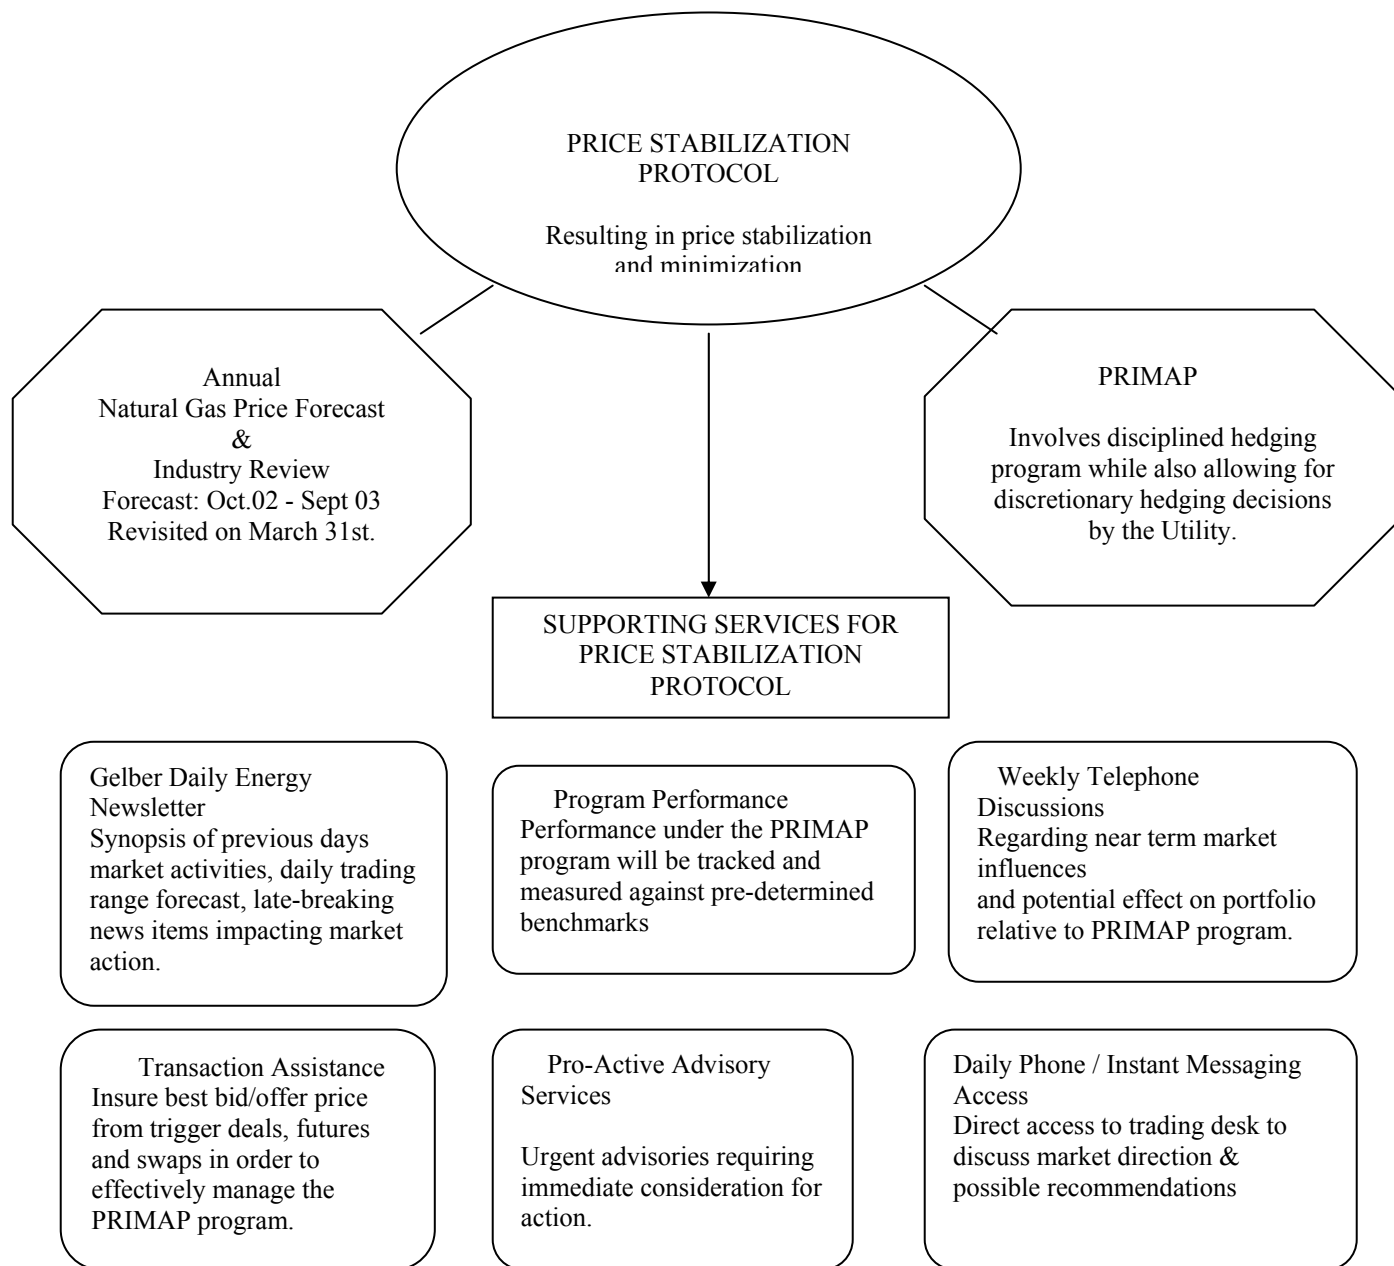 PRICE STABILIZATION
PROTOCOL
Resulting in price stabilization
and minimization
Annual
Natural Gas Price Forecast
&
Industry Review
Forecast: Oct.02 - Sept 03
Revisited on March 31st.
PRIMAP
Involves disciplined hedging
program while also allowing for
discretionary hedging decisions
by the Utility.
SUPPORTING SERVICES FOR
PRICE STABILIZATION
PROTOCOL
Gelber Daily Energy
Newsletter
Synopsis of previous days
market activities, daily trading
range forecast, late-breaking
news items impacting market
action.
Program Performance
Performance under the PRIMAP
program will be tracked and
measured against pre-determined
benchmarks
Weekly Telephone
Discussions
Regarding near term market
influences
and potential effect on portfolio
relative to PRIMAP program.
Transaction Assistance
Insure best bid/offer price
from trigger deals, futures
and swaps in order to
effectively manage the
PRIMAP program.
Pro-Active Advisory
Services
Urgent advisories requiring
immediate consideration for
action.
Daily Phone / Instant Messaging
Access
Direct access to trading desk to
discuss market direction &
possible recommendations